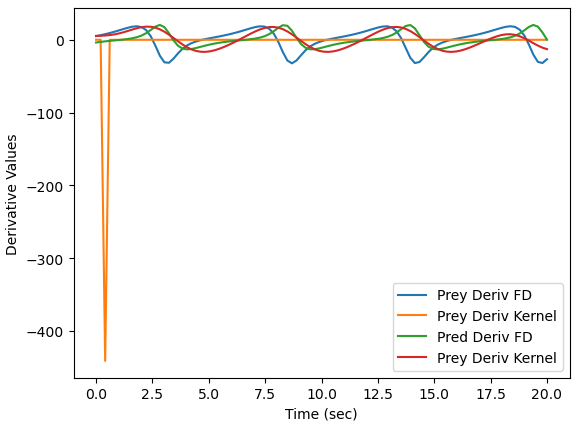 0
−100
−200
−300
−400
Derivative Values
0.0 2.5 5.0 7.5 10.0 12.5 15.0 17.5 20.0
Time (sec)
Prey Deriv FD
Prey Deriv Kernel
Pred Deriv FD
Prey Deriv Kernel